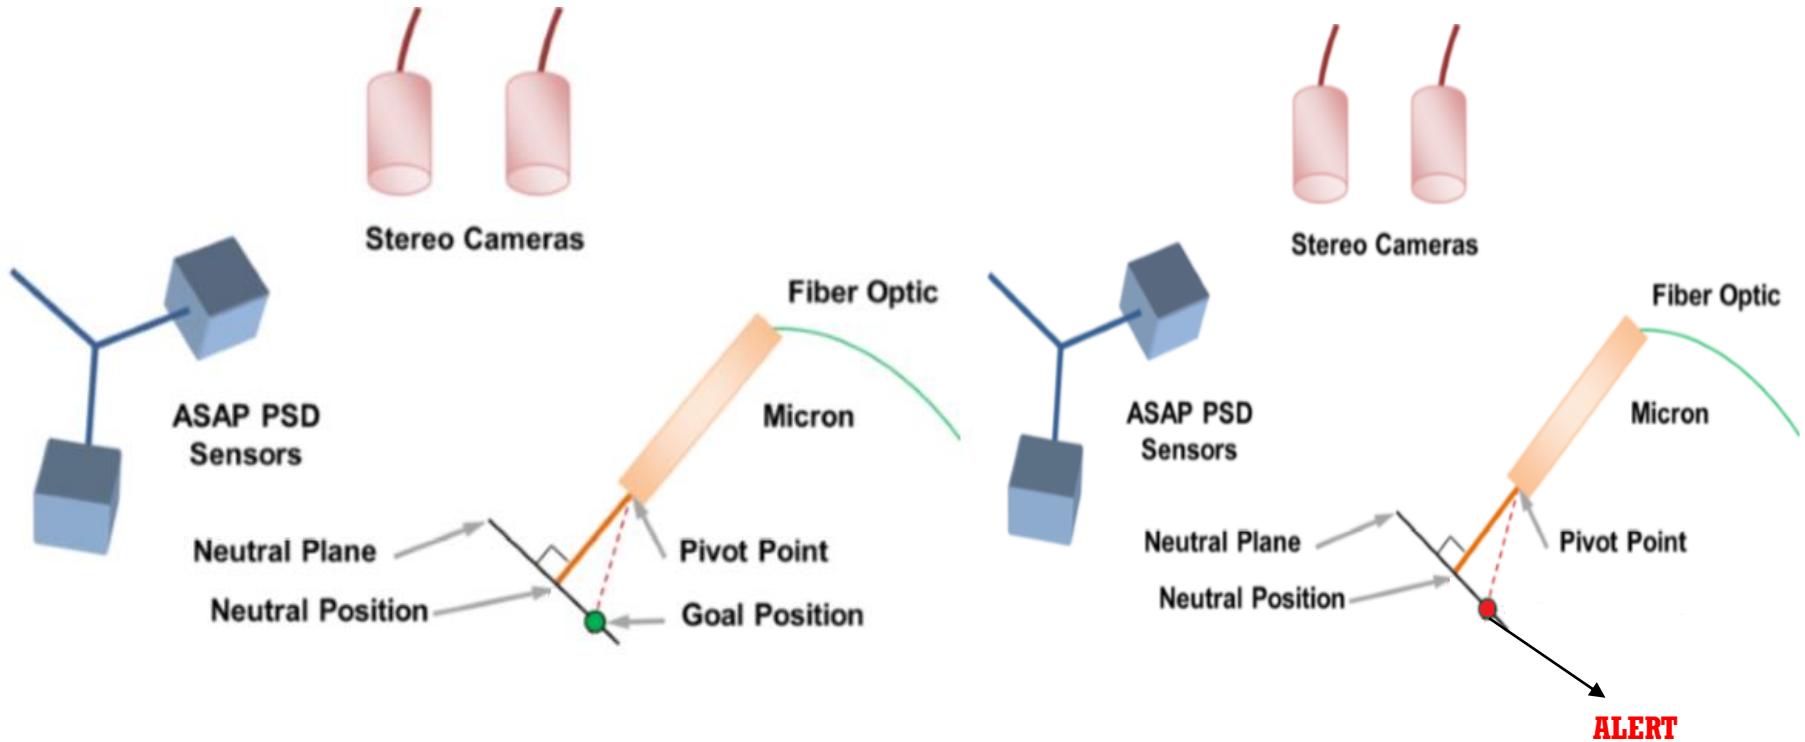 Stereo Cameras
Fiber Optic
ASAP PSD
Sensors
Micron
Neutral Plane
Pivot Point
Neutral Position
Goal Position
Stereo Cameras
Fiber Optic
ASAP PSD
Sensors
Micron
Neutral Plane
Pivot Point
Neutral Position
ALERT